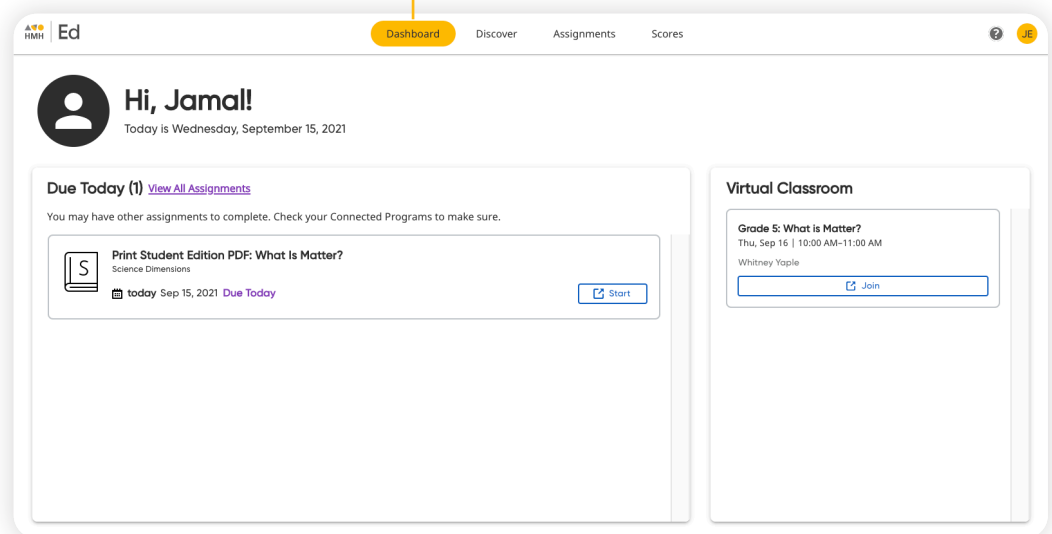 HMH Ed
Dashboard Discover Assignments Scores
? JE
Hi, Jamal!
Today is Wednesday, September 15, 2021
Due Today (1) View All Assignments
You may have other assignments to complete. Check your Connected Programs to make sure.
S
Print Student Edition PDF: What Is Matter?
Science Dimensions
today Sep 15, 2021 Due Today
Start
Virtual Classroom
Grade 5: What is Matter?
Thu, Sep 16 | 10:00 AM–11:00 AM
Whitney Yaple
Join